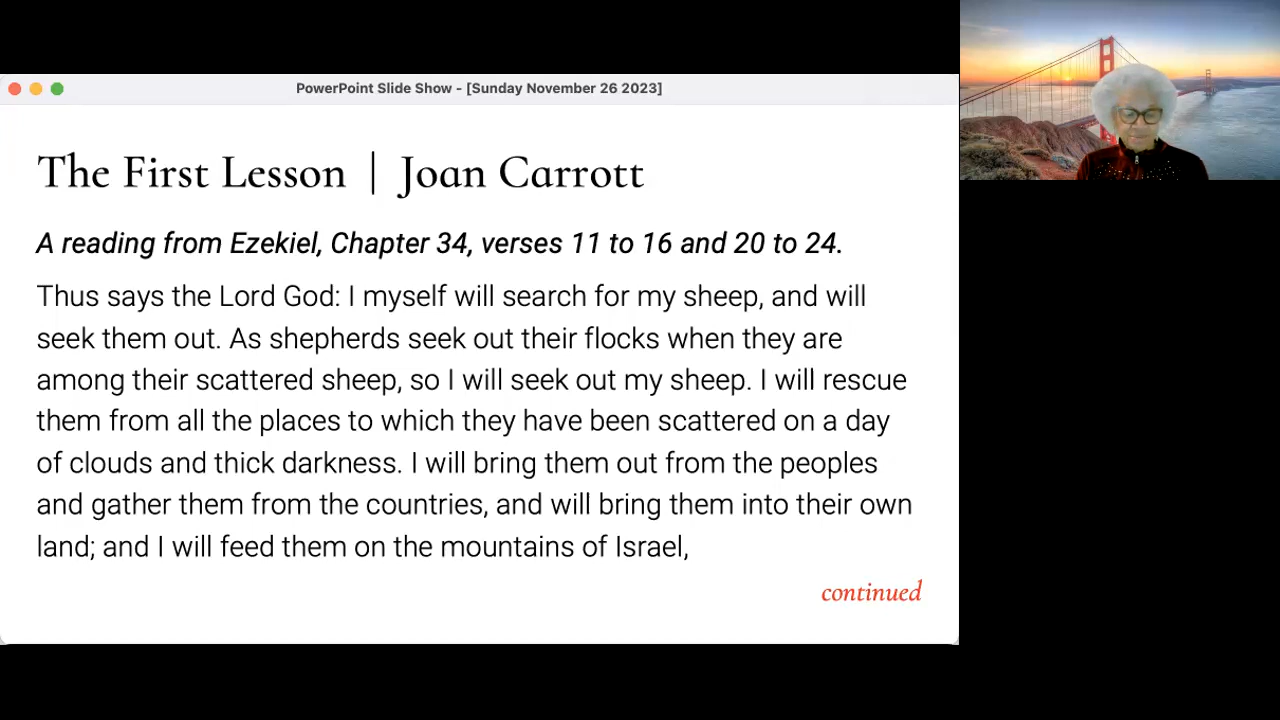 PowerPoint Slide Show - [Sunday November 26 2023]
The First Lesson | Joan Carrott
A reading from Ezekiel, Chapter 34, verses 11 to 16 and 20 to 24.
Thus says the Lord God: I myself will search for my sheep, and will
seek them out. As shepherds seek out their flocks when they are
among their scattered sheep, so I will seek out my sheep. I will rescue
them from all the places to which they have been scattered on a day
of clouds and thick darkness. I will bring them out from the peoples
and gather them from the countries, and will bring them into their own
land; and I will feed them on the mountains of Israel,
continued